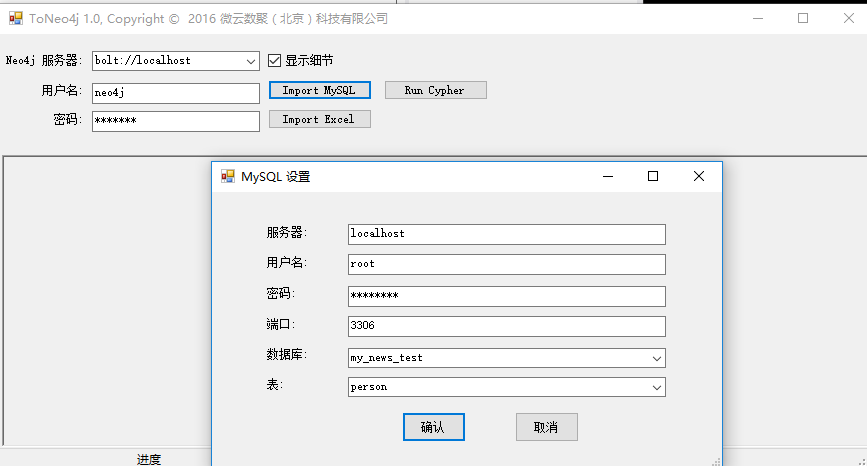 ToNeo4j 1.0, Copyright © 2016 微云数聚（北京）科技有限公司
Neo4j 服务器: bolt://localhost 显示细节
用户名: neo4j Import MySQL Run Cypher
密码: ******* Import Excel
MySQL 设置
服务器: localhost
用户名: root
密码: ********
端口: 3306
数据库: my_news_test
表: person
确认 取消
进度